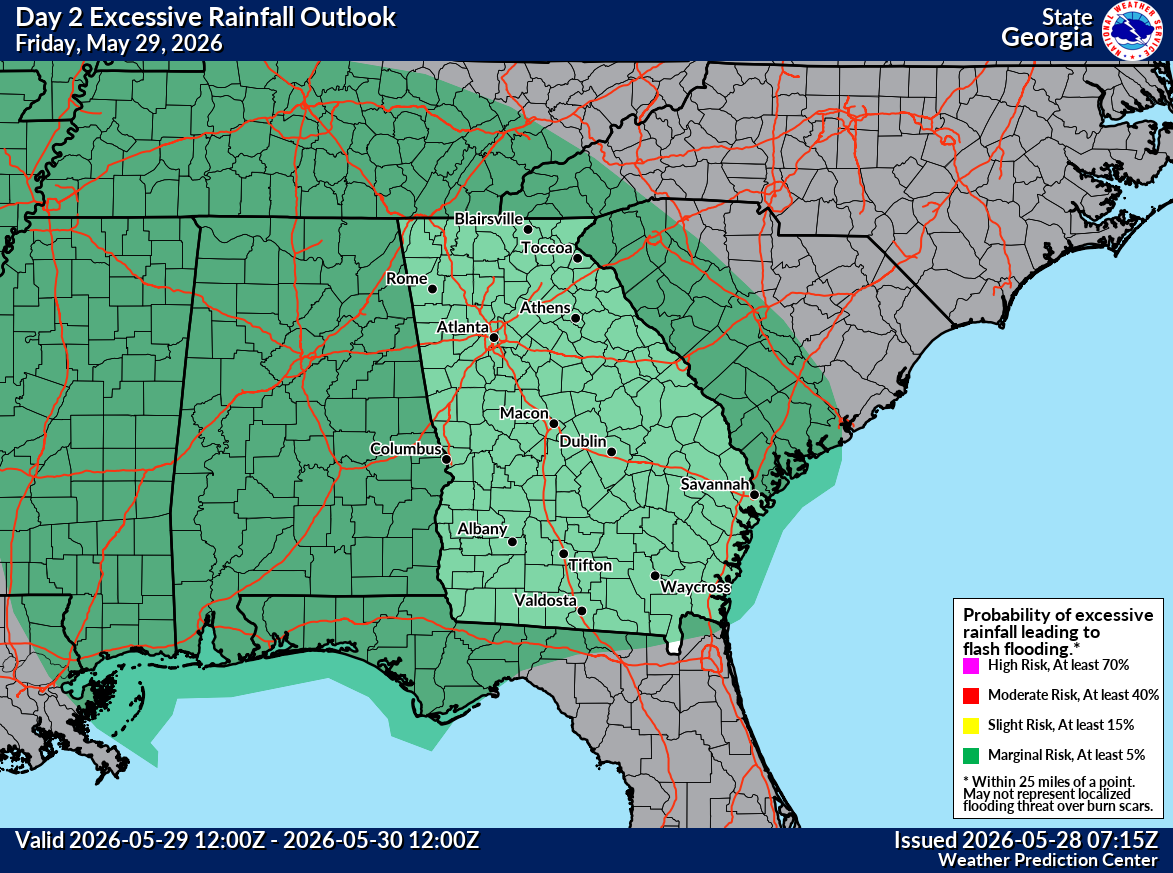 Day 2 Excessive Rainfall Outlook
Friday, May 29, 2026
State
Georgia
NATIONAL WEATHER SERVICE
Blairsville
Toccoa
Rome
Athens
Atlanta
Macon
Dublin
Columbus
Savannah
Albany
Tifton
Waycross
Valdosta
Probability of excessive
rainfall leading to
flash flooding.*
High Risk, At least 70%
Moderate Risk, At least 40%
Slight Risk, At least 15%
Marginal Risk, At least 5%
* Within 25 miles of a point.
May not represent localized
flooding threat over burn scars.
Valid 2026-05-29 12:00Z - 2026-05-30 12:00Z
Issued 2026-05-28 07:15Z
Weather Prediction Center